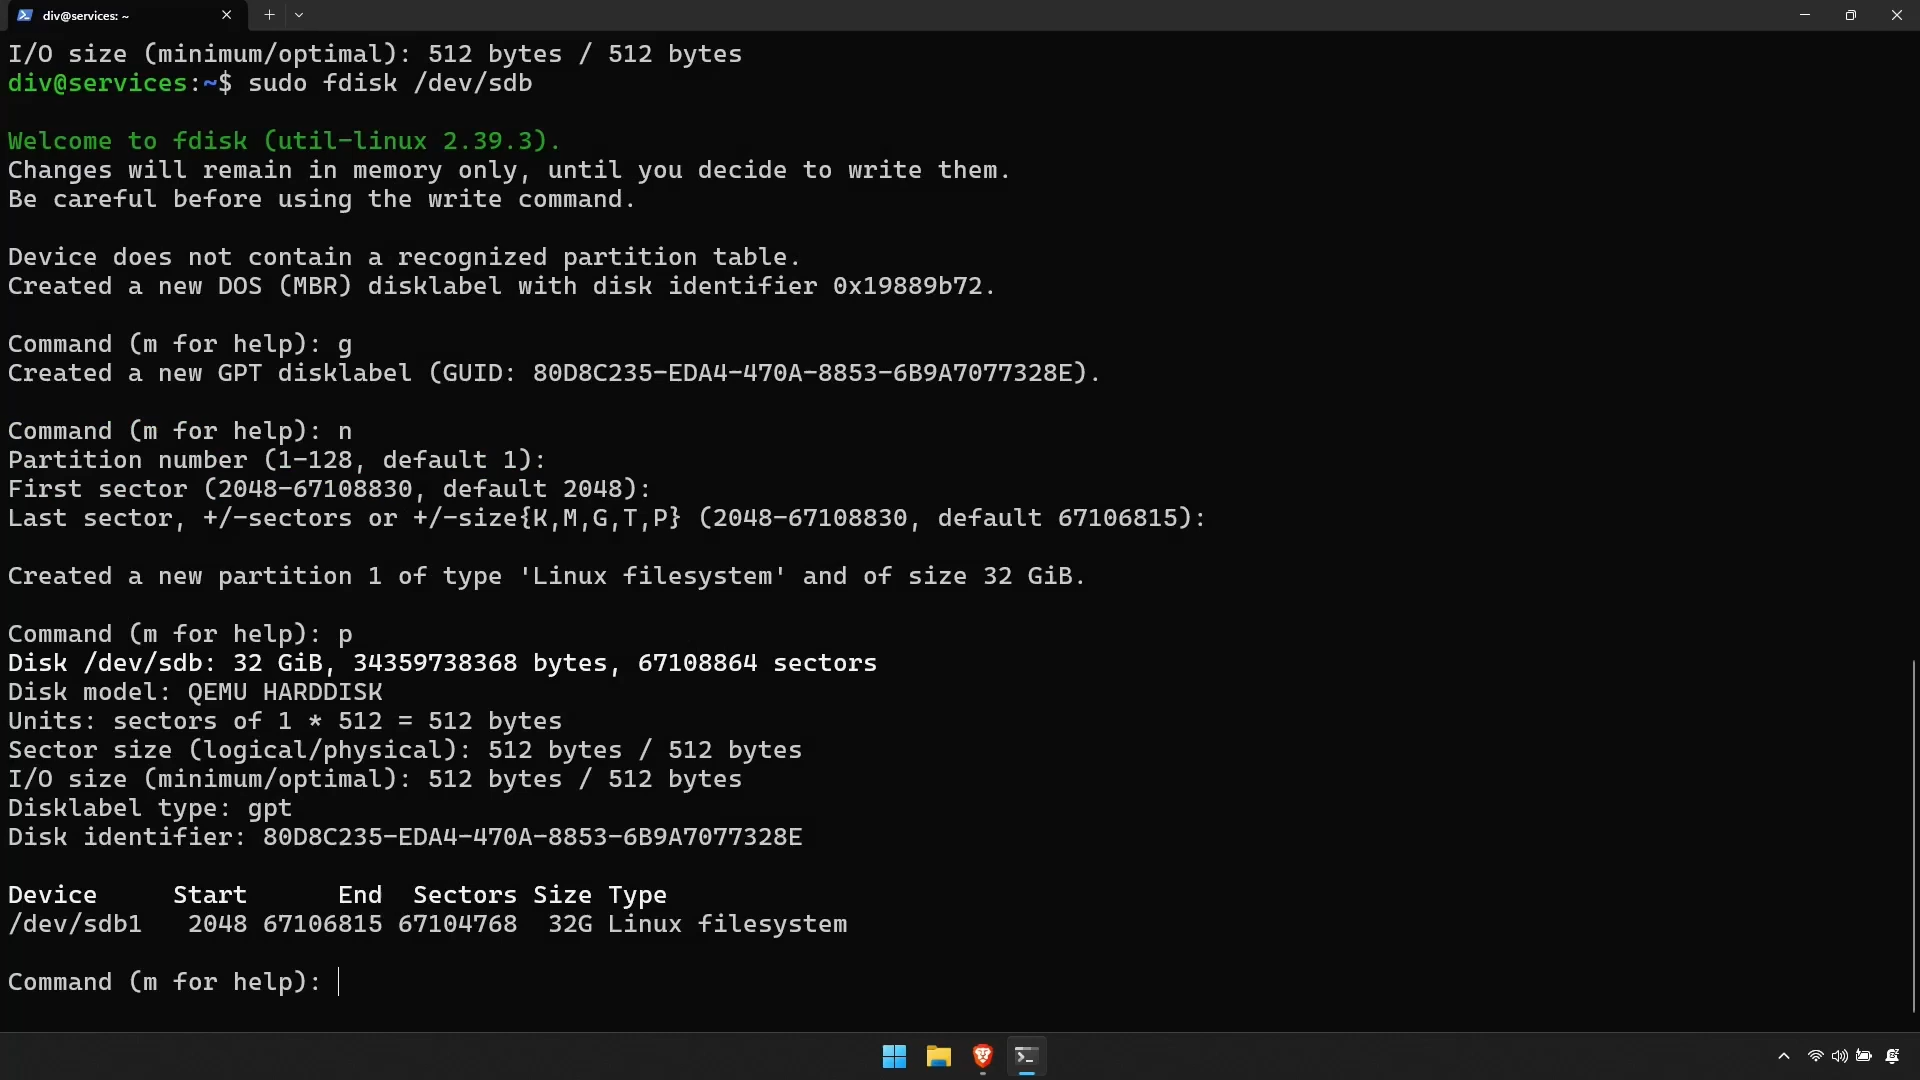 div@services: ~
I/O size (minimum/optimal): 512 bytes / 512 bytes
div@services:~$ sudo fdisk /dev/sdb
Welcome to fdisk (util-linux 2.39.3).
Changes will remain in memory only, until you decide to write them.
Be careful before using the write command.
Device does not contain a recognized partition table.
Created a new DOS (MBR) disklabel with disk identifier 0x19889b72.
Command (m for help): g
Created a new GPT disklabel (GUID: 80D8C235-EDA4-470A-8853-6B9A7077328E).
Command (m for help): n
Partition number (1-128, default 1):
First sector (2048-67108830, default 2048):
Last sector, +/-sectors or +/-size{K,M,G,T,P} (2048-67108830, default 67106815):
Created a new partition 1 of type 'Linux filesystem' and of size 32 GiB.
Command (m for help): p
Disk /dev/sdb: 32 GiB, 34359738368 bytes, 67108864 sectors
Disk model: QEMU HARDDISK
Units: sectors of 1 * 512 = 512 bytes
Sector size (logical/physical): 512 bytes / 512 bytes
I/O size (minimum/optimal): 512 bytes / 512 bytes
Disklabel type: gpt
Disk identifier: 80D8C235-EDA4-470A-8853-6B9A7077328E
Device     Start      End  Sectors Size Type
/dev/sdb1   2048 67106815 67104768  32G Linux filesystem
Command (m for help):